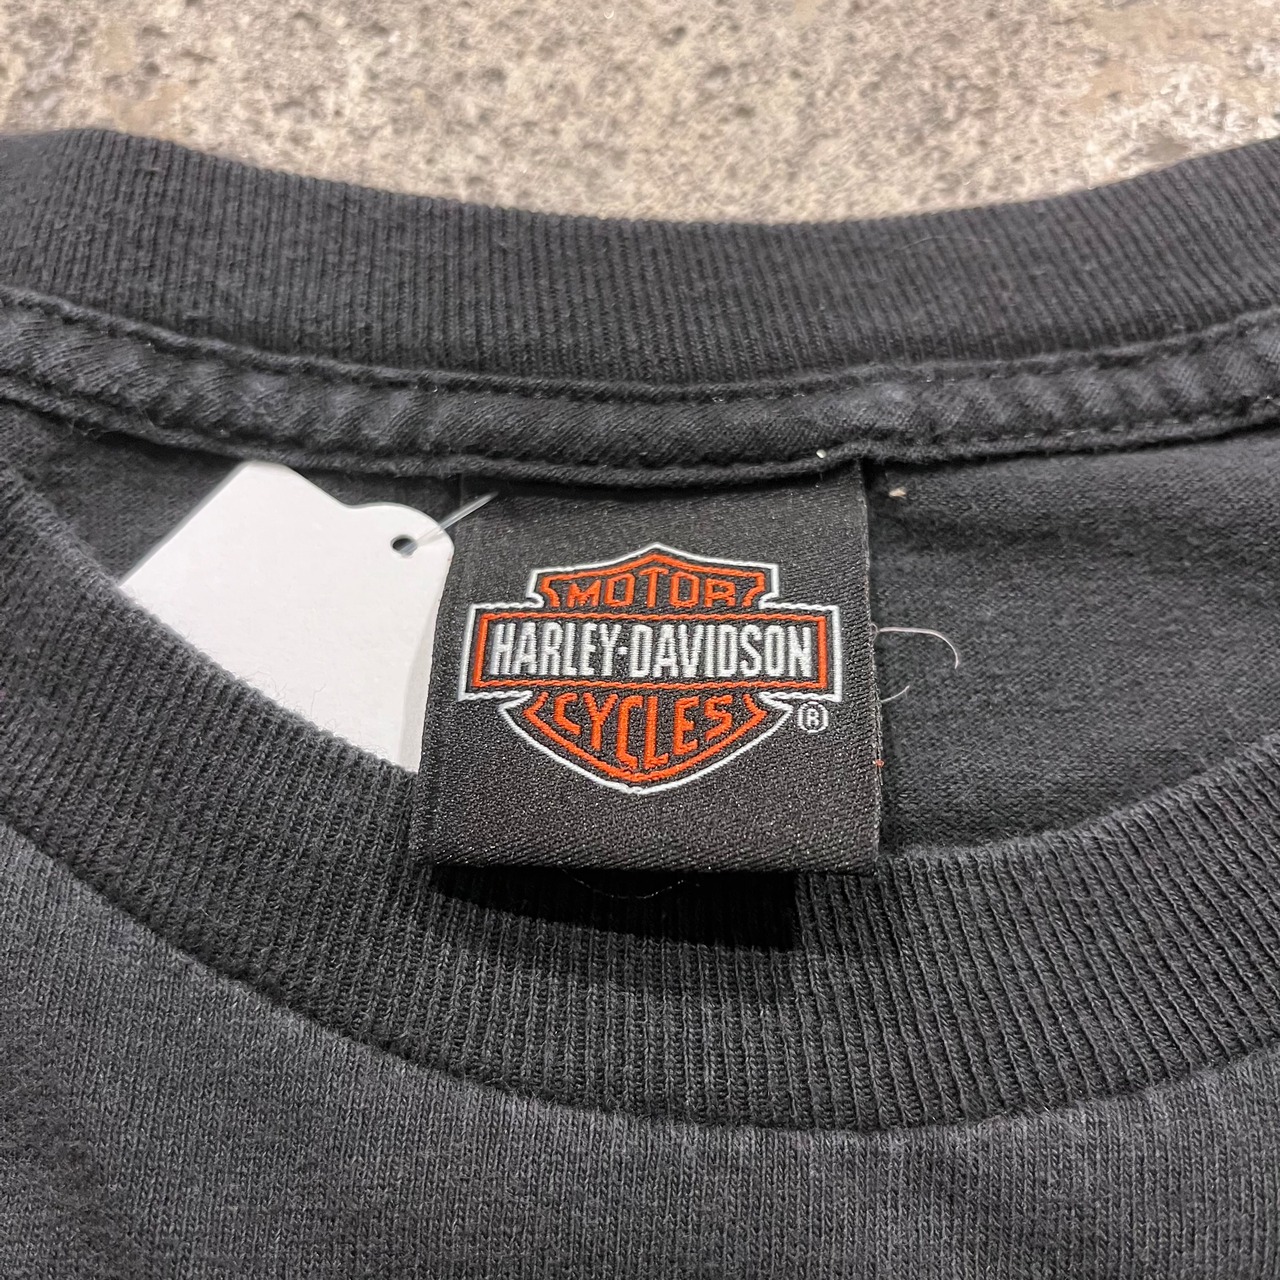 MOTOR
HARLEY-DAVIDSON
CYCLES
®